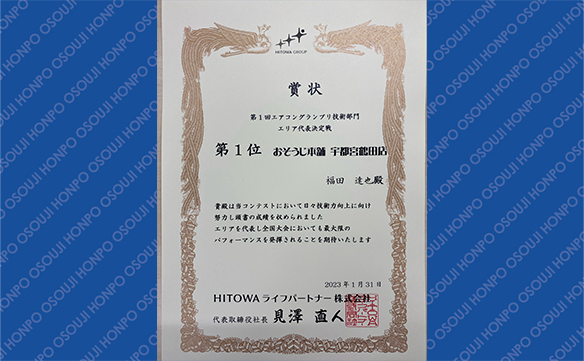 HITOWA GROUP
賞状
第1回エアコングランプリ技術部門
エリア代表決定戦
第1位 おそうじ本舗 宇都宮鶴田店
福田 達也殿
貴殿は当コンテストにおいて日々技術力向上に向け
努力し頭書の成績を収められました
エリアを代表し全国大会においても最大限の
パフォーマンスを発揮されることを期待いたします
2023年1月31日
HITOWAライフパートナー株式会社
代表取締役社長 見澤 直人
OSOUJI HONPO